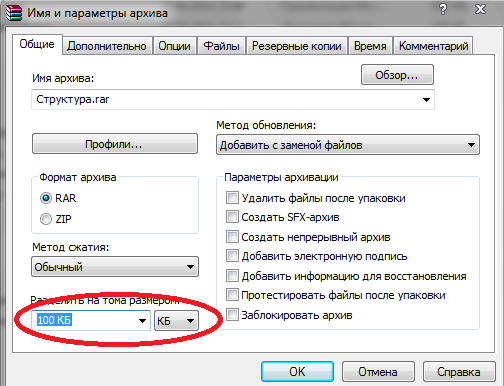 Имя и параметры архива
Общие Дополнительно Опции Файлы Резервные копии Время Комментарий
Имя архива:
Обзор...
Структура.rar
Метод обновления:
Профили...
Добавить с заменой файлов
Формат архива
RAR
ZIP
Метод сжатия:
Обычный
Разделить на тома размером:
100 КБ КБ
Параметры архивации
Удалить файлы после упаковки
Создать SFX-архив
Создать непрерывный архив
Добавить электронную подпись
Добавить информацию для восстановления
Протестировать файлы после упаковки
Заблокировать архив
OK Отмена Справка